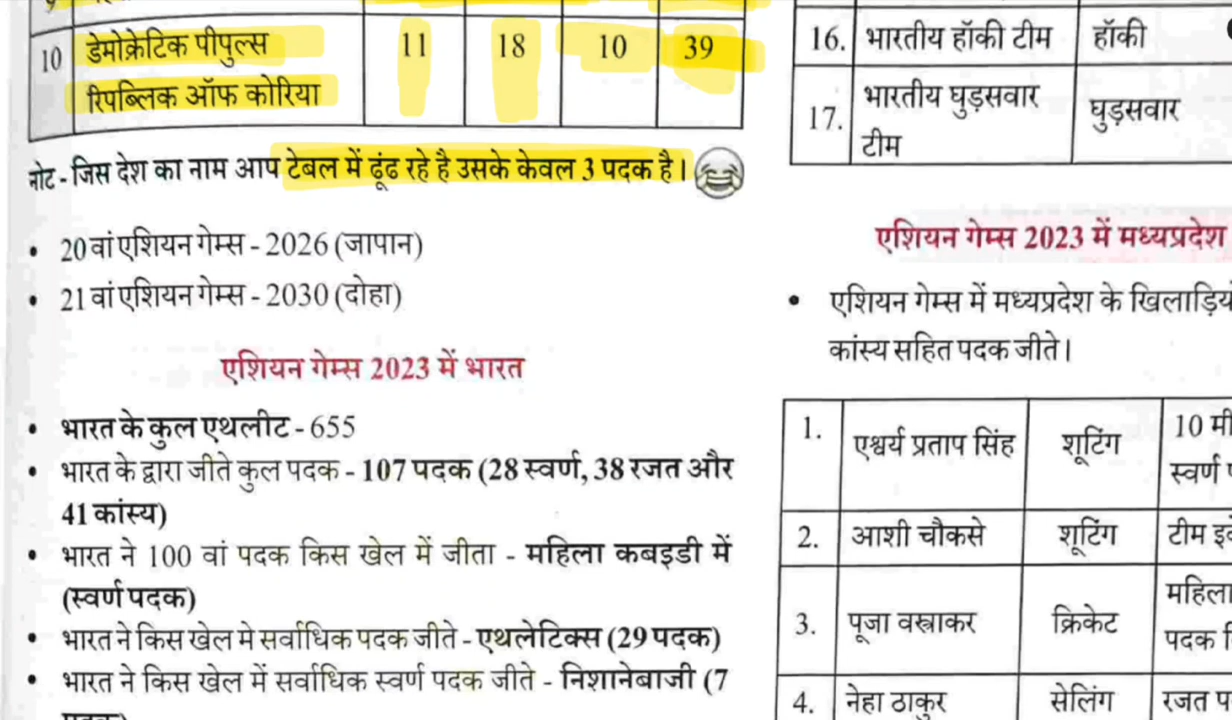 10 डेमोक्रेटिक पीपुल्स 11 18 10 39
रिपब्लिक ऑफ कोरिया
नोट - जिस देश का नाम आप टेबल में ढूंढ रहे है उसके केवल 3 पदक है।
• 20 वां एशियन गेम्स - 2026 (जापान)
• 21 वां एशियन गेम्स - 2030 (दोहा)
एशियन गेम्स 2023 में भारत
• भारत के कुल एथलीट - 655
• भारत के द्वारा जीते कुल पदक - 107 पदक (28 स्वर्ण, 38 रजत और
41 कांस्य)
• भारत ने 100 वां पदक किस खेल में जीता - महिला कबइडी में
(स्वर्ण पदक)
• भारत ने किस खेल मे सर्वाधिक पदक जीते - एथलेटिक्स (29 पदक)
• भारत ने किस खेल में सर्वाधिक स्वर्ण पदक जीते - निशानेबाजी (7
16. भारतीय हॉकी टीम हॉकी
17. भारतीय घुड़सवार घुड़सवार
टीम
एशियन गेम्स 2023 में मध्यप्रदेश
• एशियन गेम्स में मध्यप्रदेश के
कांस्य सहित पदक जीते।
1. एश्वर्य प्रताप सिंह शूटिंग 10
स्वर्ण
2. आशी चौकसे शूटिंग टीम
महिला
3. पूजा वस्त्राकर क्रिकेट
पदक
4. नेहा ठाकुर सेलिंग रजत